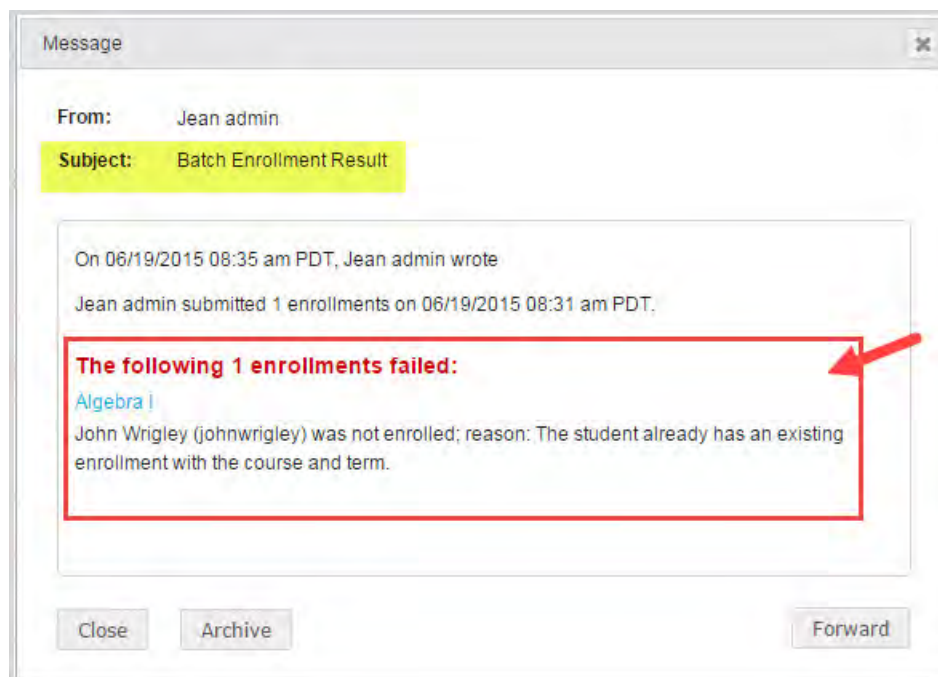 Message
From: Jean admin
Subject: Batch Enrollment Result
On 06/19/2015 08:35 am PDT, Jean admin wrote
Jean admin submitted 1 enrollments on 06/19/2015 08:31 am PDT.
The following 1 enrollments failed:
Algebra I
John Wrigley (johnwrigley) was not enrolled; reason: The student already has an existing
enrollment with the course and term.
Close Archive Forward